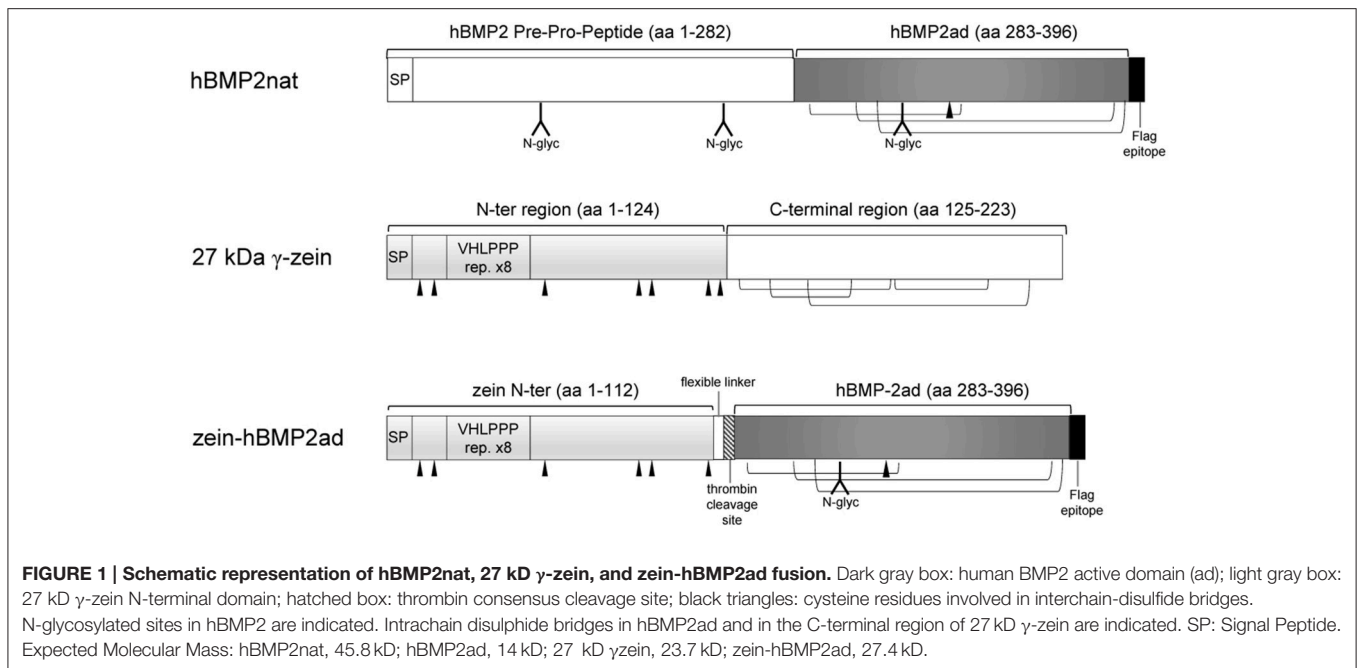 hBMP2 Pre-Pro-Peptide (aa 1-282) hBMP2ad (aa 283-396)
hBMP2nat
SP
N-glyc N-glyc N-glyc
Flag
epitope
N-ter region (aa 1-124) C-terminal region (aa 125-223)
27 kDa γ-zein
SP
VHLPPP
rep. x8
zein N-ter (aa 1-112) flexible linker hBMP-2ad (aa 283-396)
zein-hBMP2ad
SP
VHLPPP
rep. x8
thrombin
cleavage
site
N-glyc
Flag
epitope
FIGURE 1 | Schematic representation of hBMP2nat, 27 kD γ-zein, and zein-hBMP2ad fusion. Dark gray box: human BMP2 active domain (ad); light gray box:
27 kD γ-zein N-terminal domain; hatched box: thrombin consensus cleavage site; black triangles: cysteine residues involved in interchain-disulfide bridges.
N-glycosylated sites in hBMP2 are indicated. Intrachain disulphide bridges in hBMP2ad and in the C-terminal region of 27 kD γ-zein are indicated. SP: Signal Peptide.
Expected Molecular Mass: hBMP2nat, 45.8 kD; hBMP2ad, 14 kD; 27 kD γzein, 23.7 kD; zein-hBMP2ad, 27.4 kD.